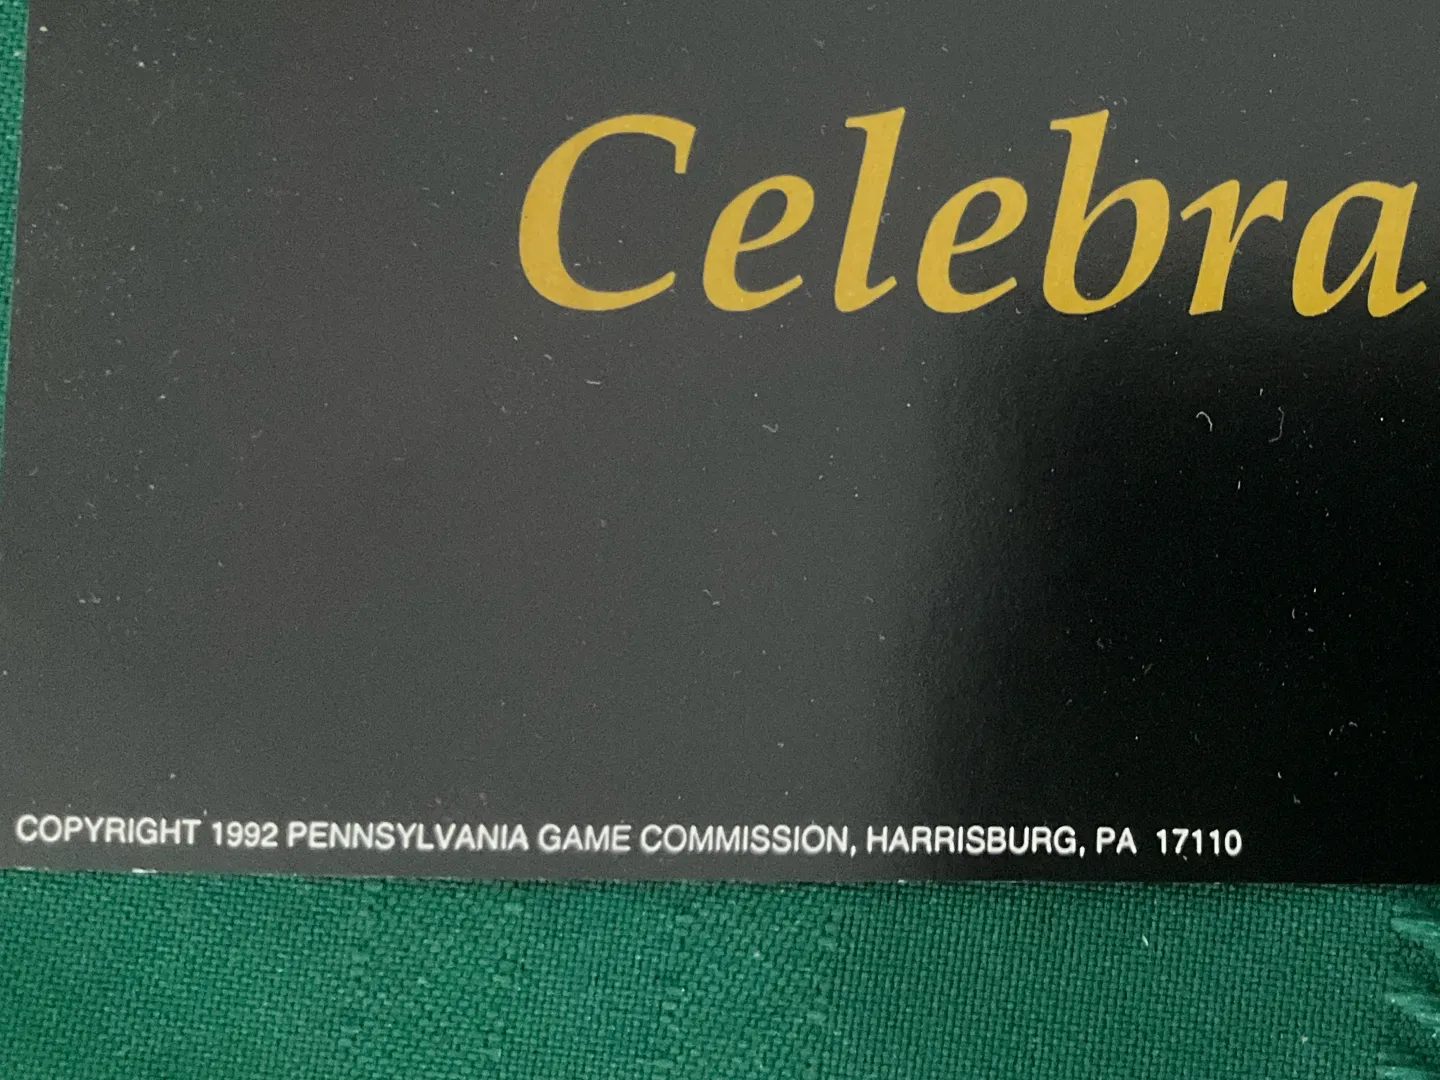 Celebra
COPYRIGHT 1992 PENNSYLVANIA GAME COMMISSION, HARRISBURG, PA 17110